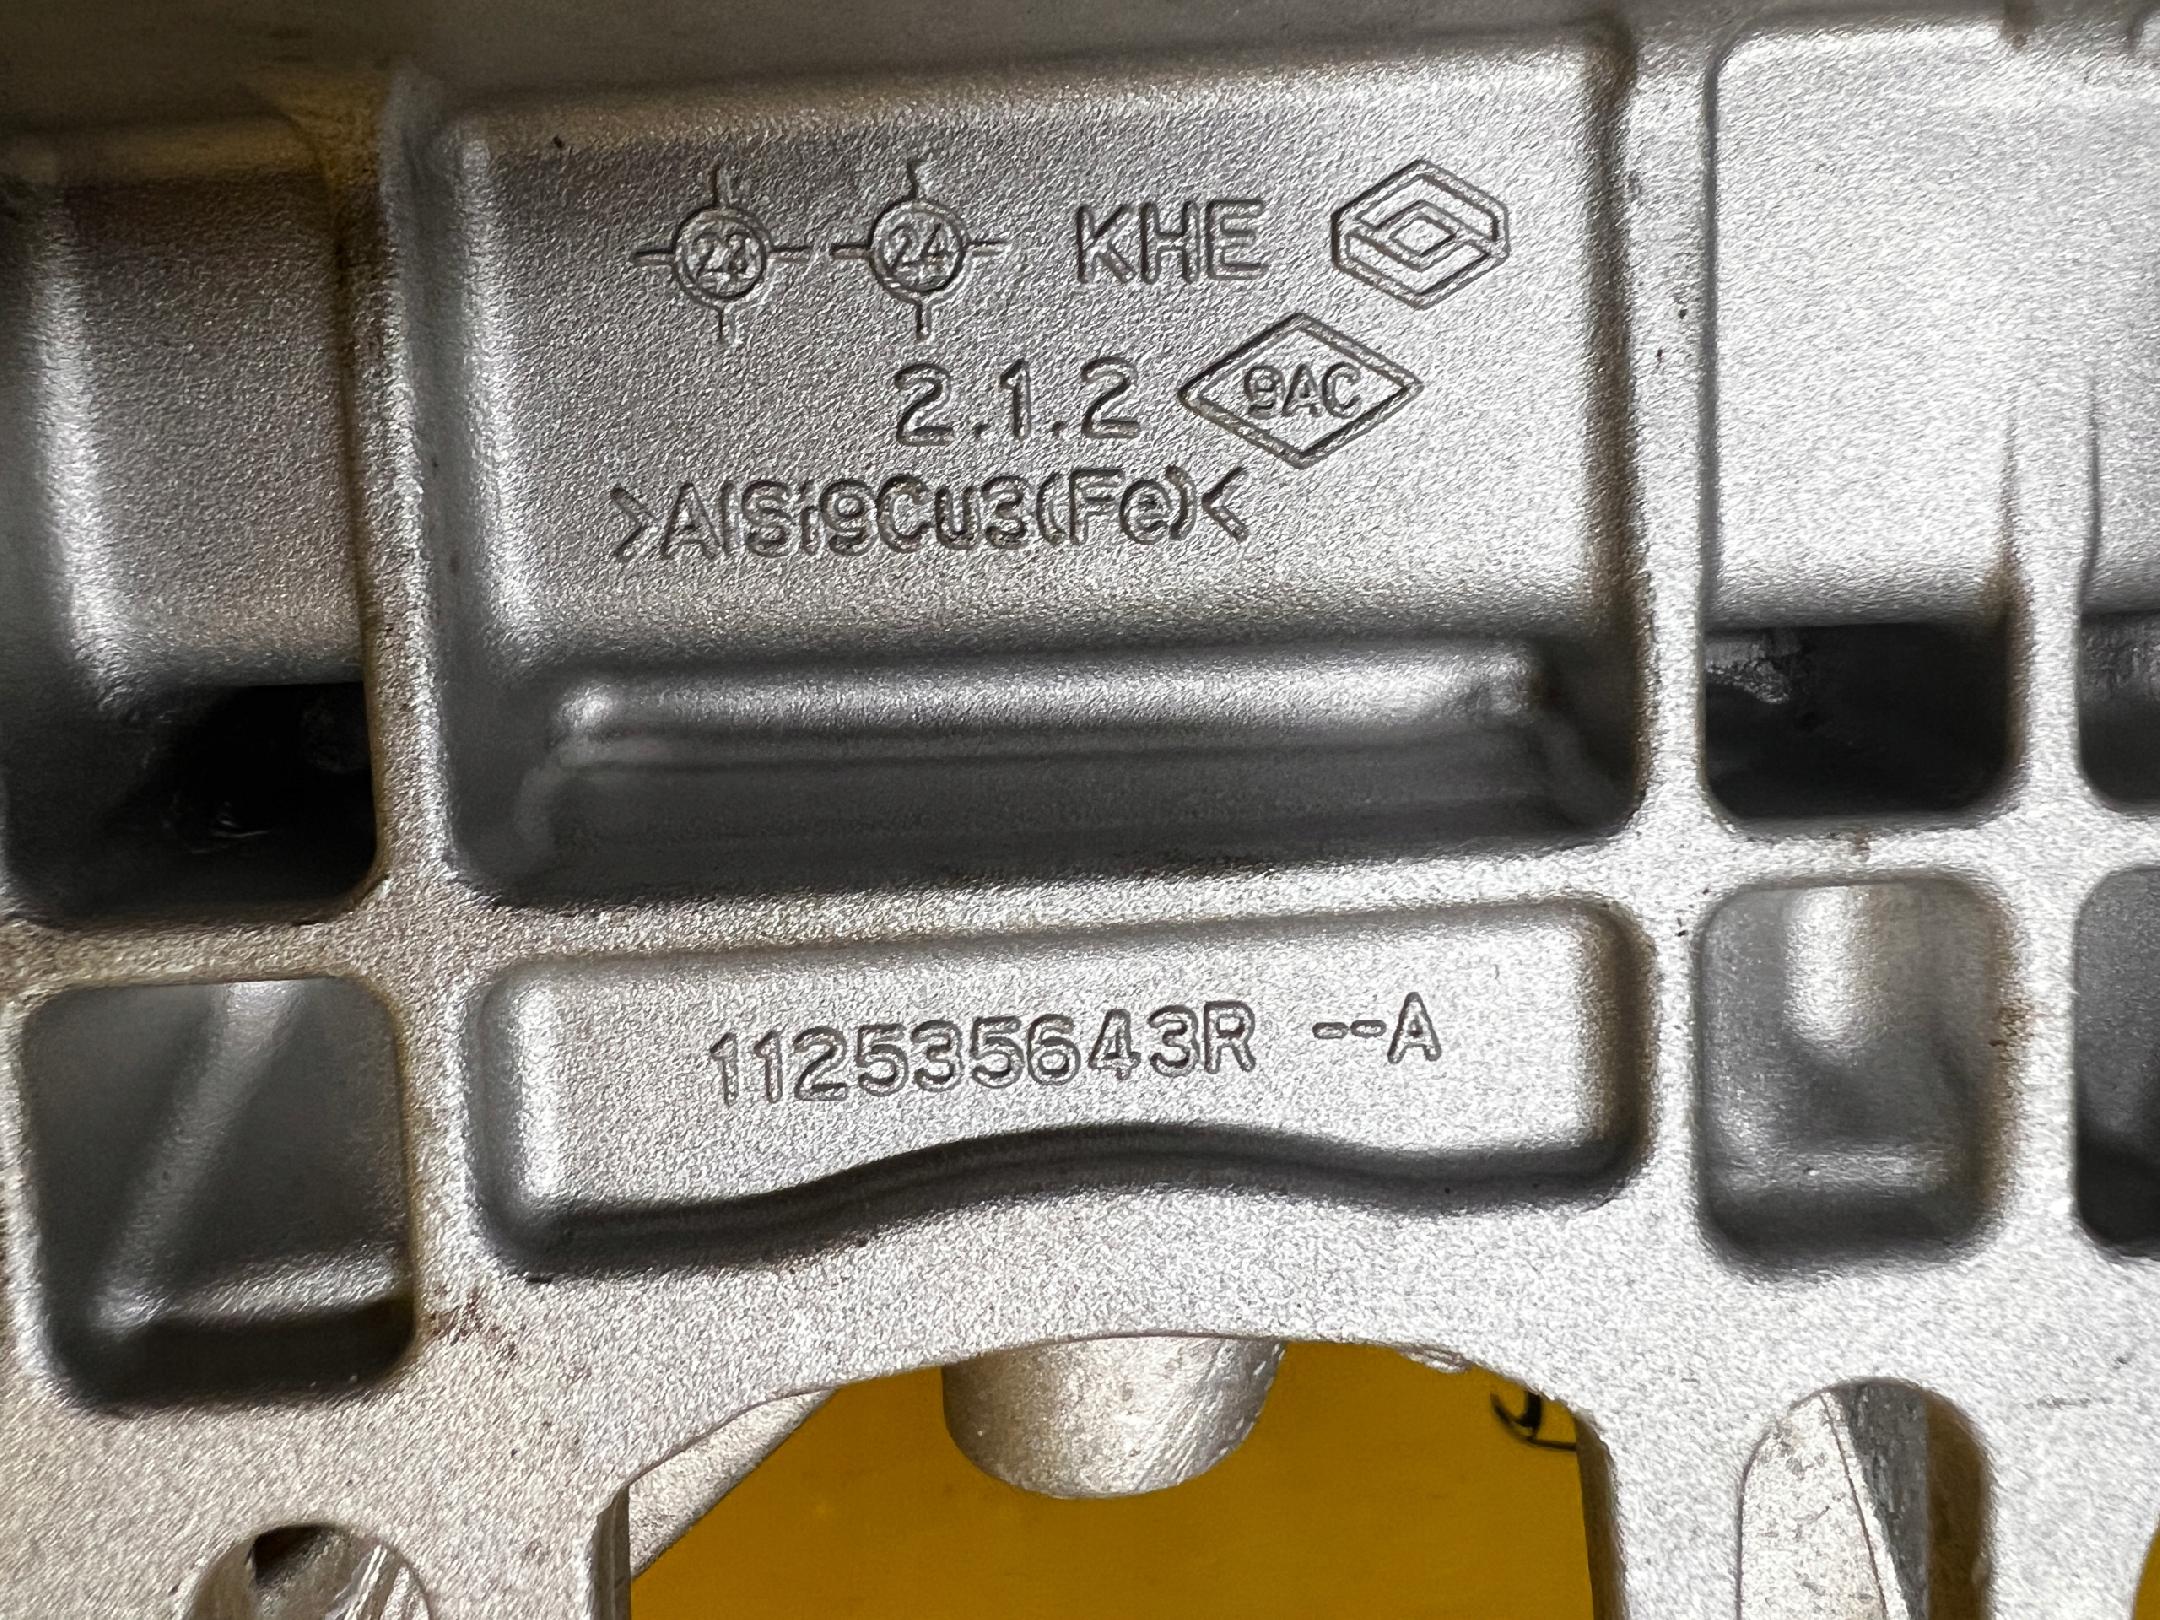 23 24 KHE
2.1.2 9AC
>AlSi9Cu3(Fe)<
112535643R --A